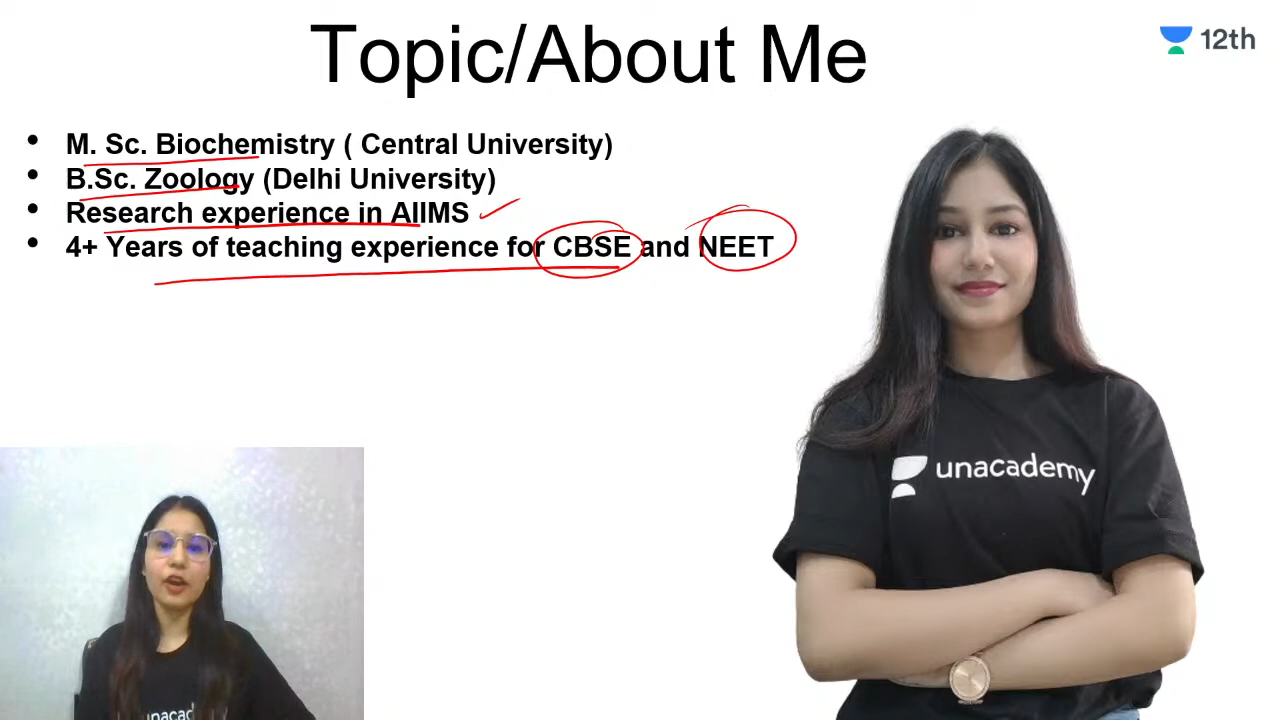 Topic/About Me
12th
• M. Sc. Biochemistry ( Central University)
• B.Sc. Zoology (Delhi University)
• Research experience in AIIMS
• 4+ Years of teaching experience for CBSE and NEET
unacademy
unacad